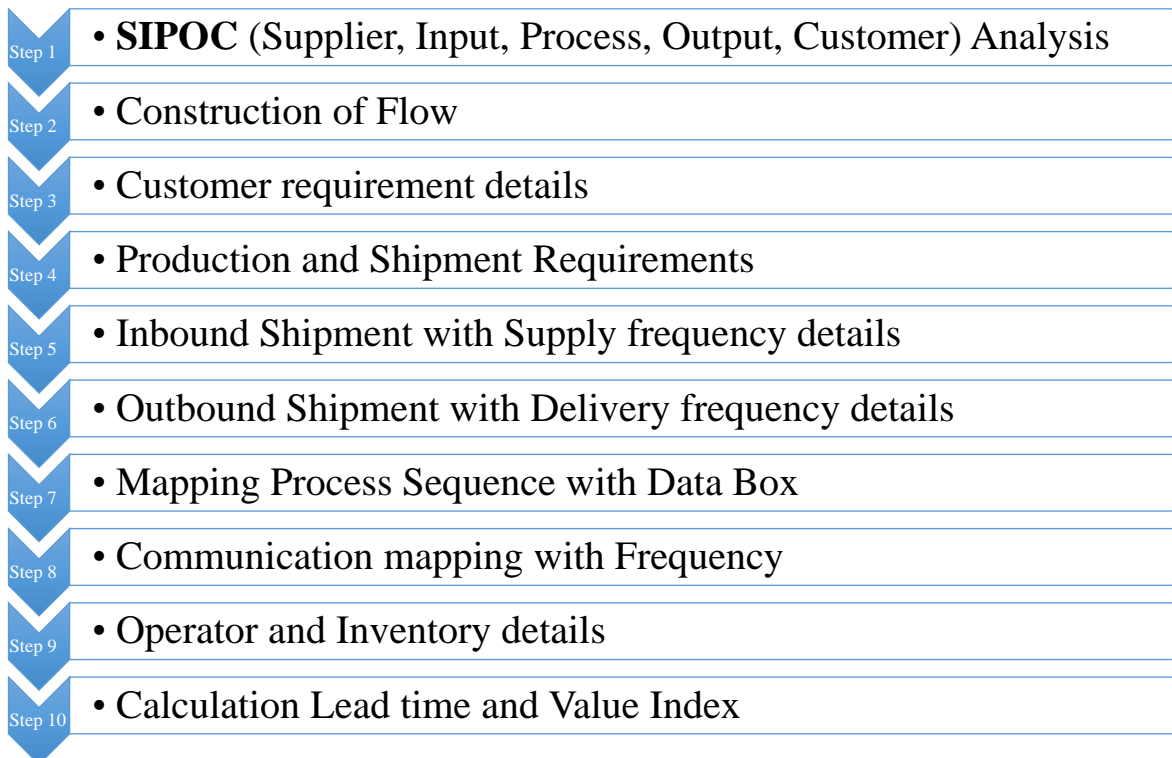 Step 1
• SIPOC (Supplier, Input, Process, Output, Customer) Analysis
Step 2
• Construction of Flow
Step 3
• Customer requirement details
Step 4
• Production and Shipment Requirements
Step 5
• Inbound Shipment with Supply frequency details
Step 6
• Outbound Shipment with Delivery frequency details
Step 7
• Mapping Process Sequence with Data Box
Step 8
• Communication mapping with Frequency
Step 9
• Operator and Inventory details
Step 10
• Calculation Lead time and Value Index